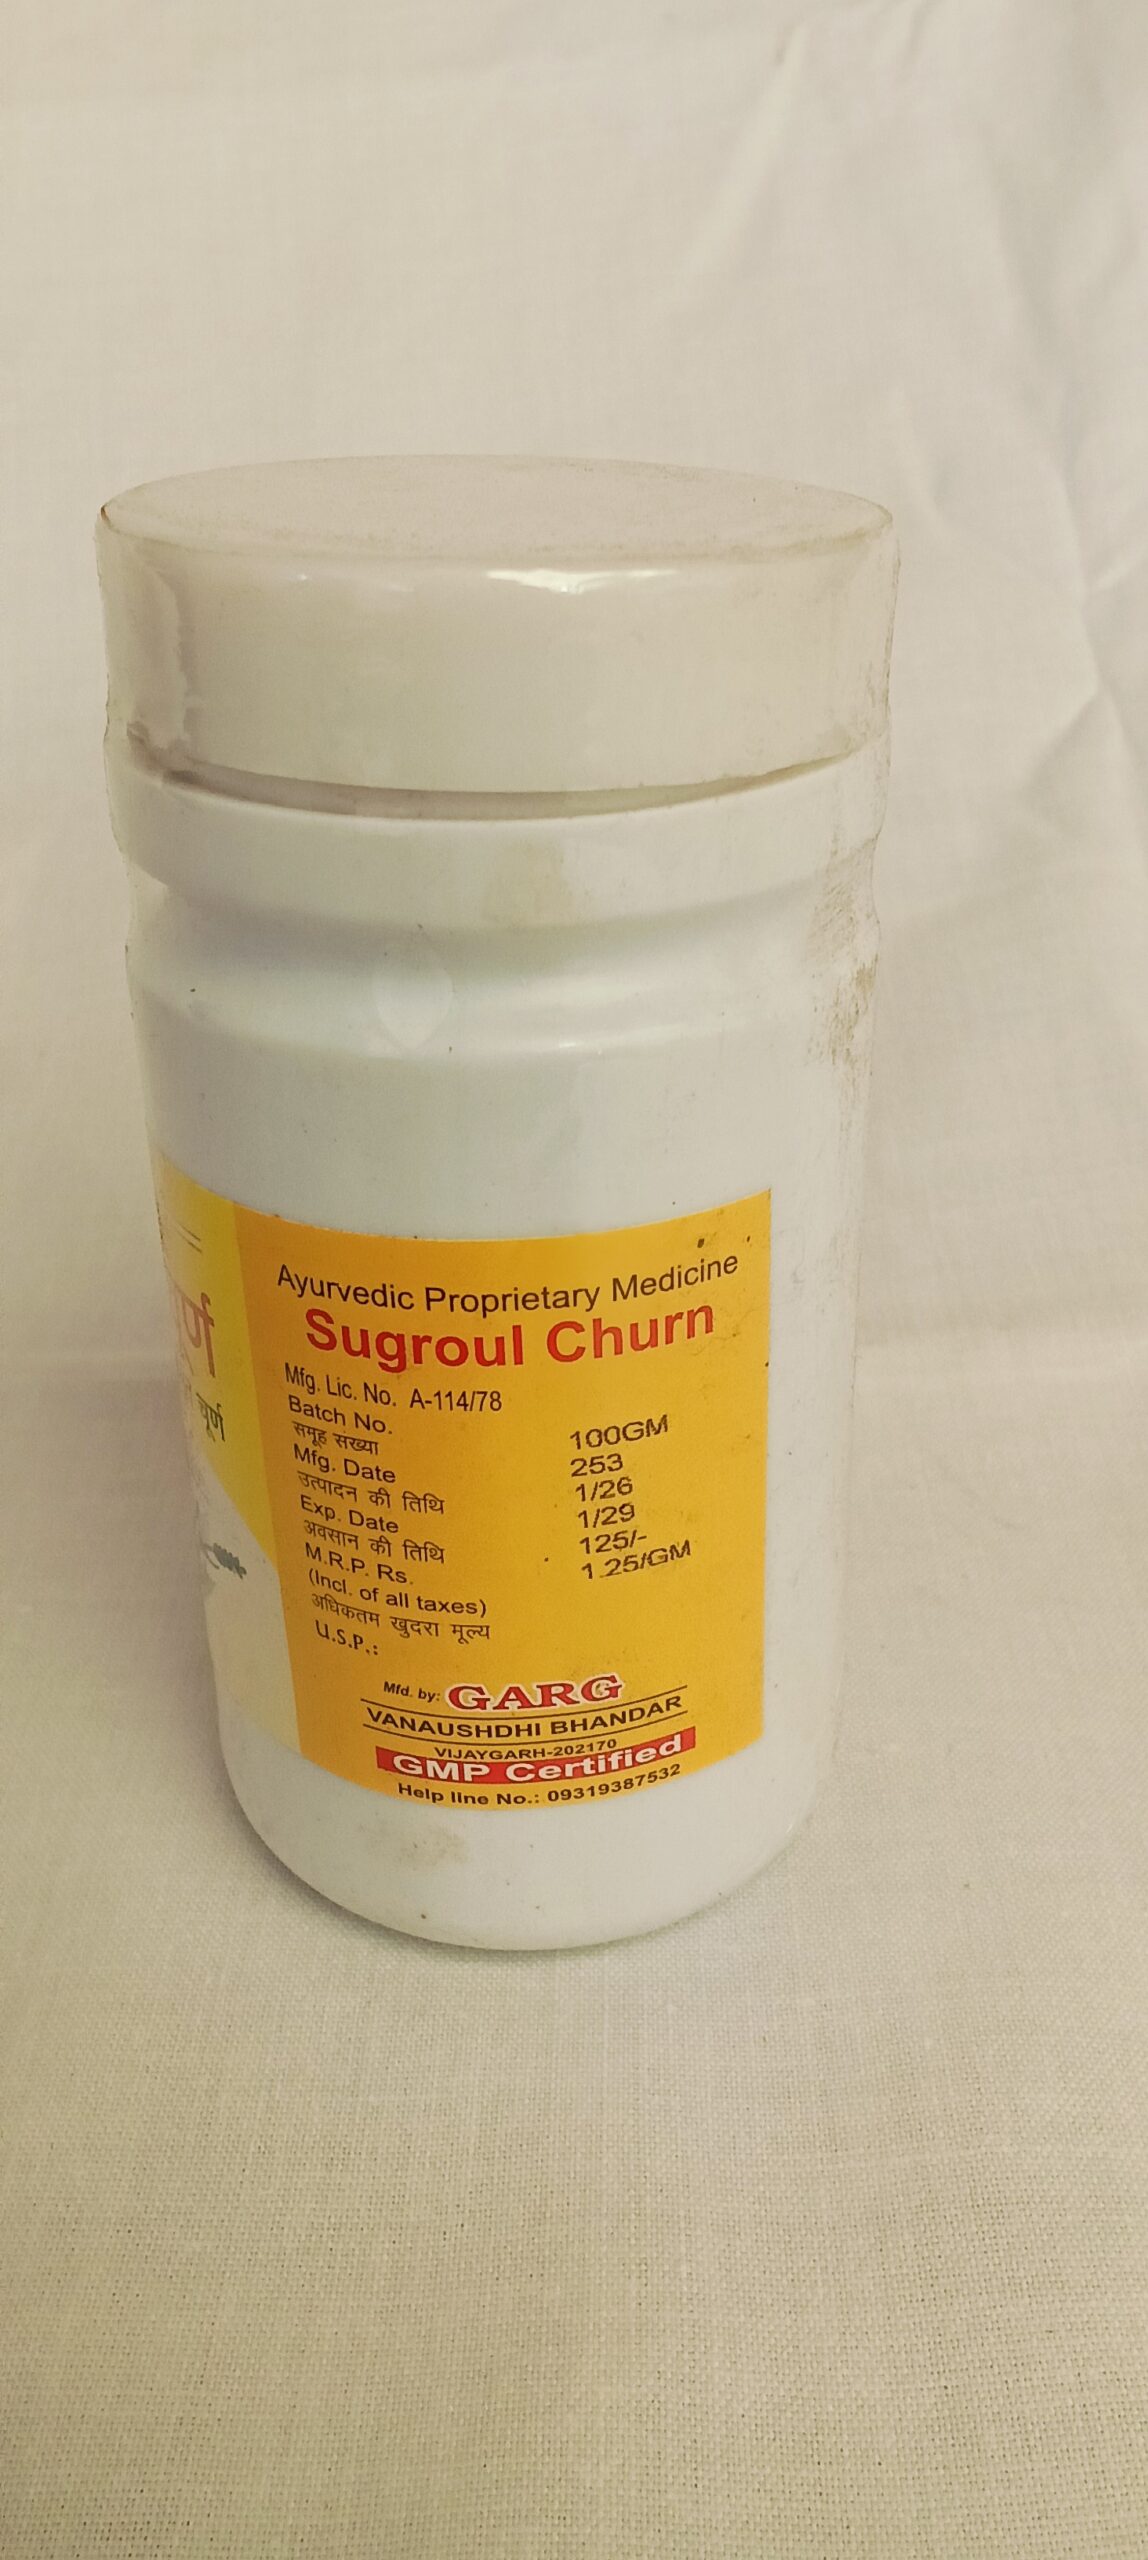 Ayurvedic Proprietary Medicine
Sugroul Churn
Mfg. Lic. No. A-114/78
Batch No.
समूह संख्या
Mfg. Date
उत्पादन की तिथि
Exp. Date
अवसान की तिथि
M.R.P. Rs.
(Incl. of all taxes)
अधिकतम खुदरा मूल्य
U.S.P.:
100GM
253
1/26
1/29
125/-
1.25/GM
Mfd. by: GARG
VANAUSHDHI BHANDAR
VIJAYGARH-202170
GMP Certified
Help line No.: 09319387532
चूर्ण